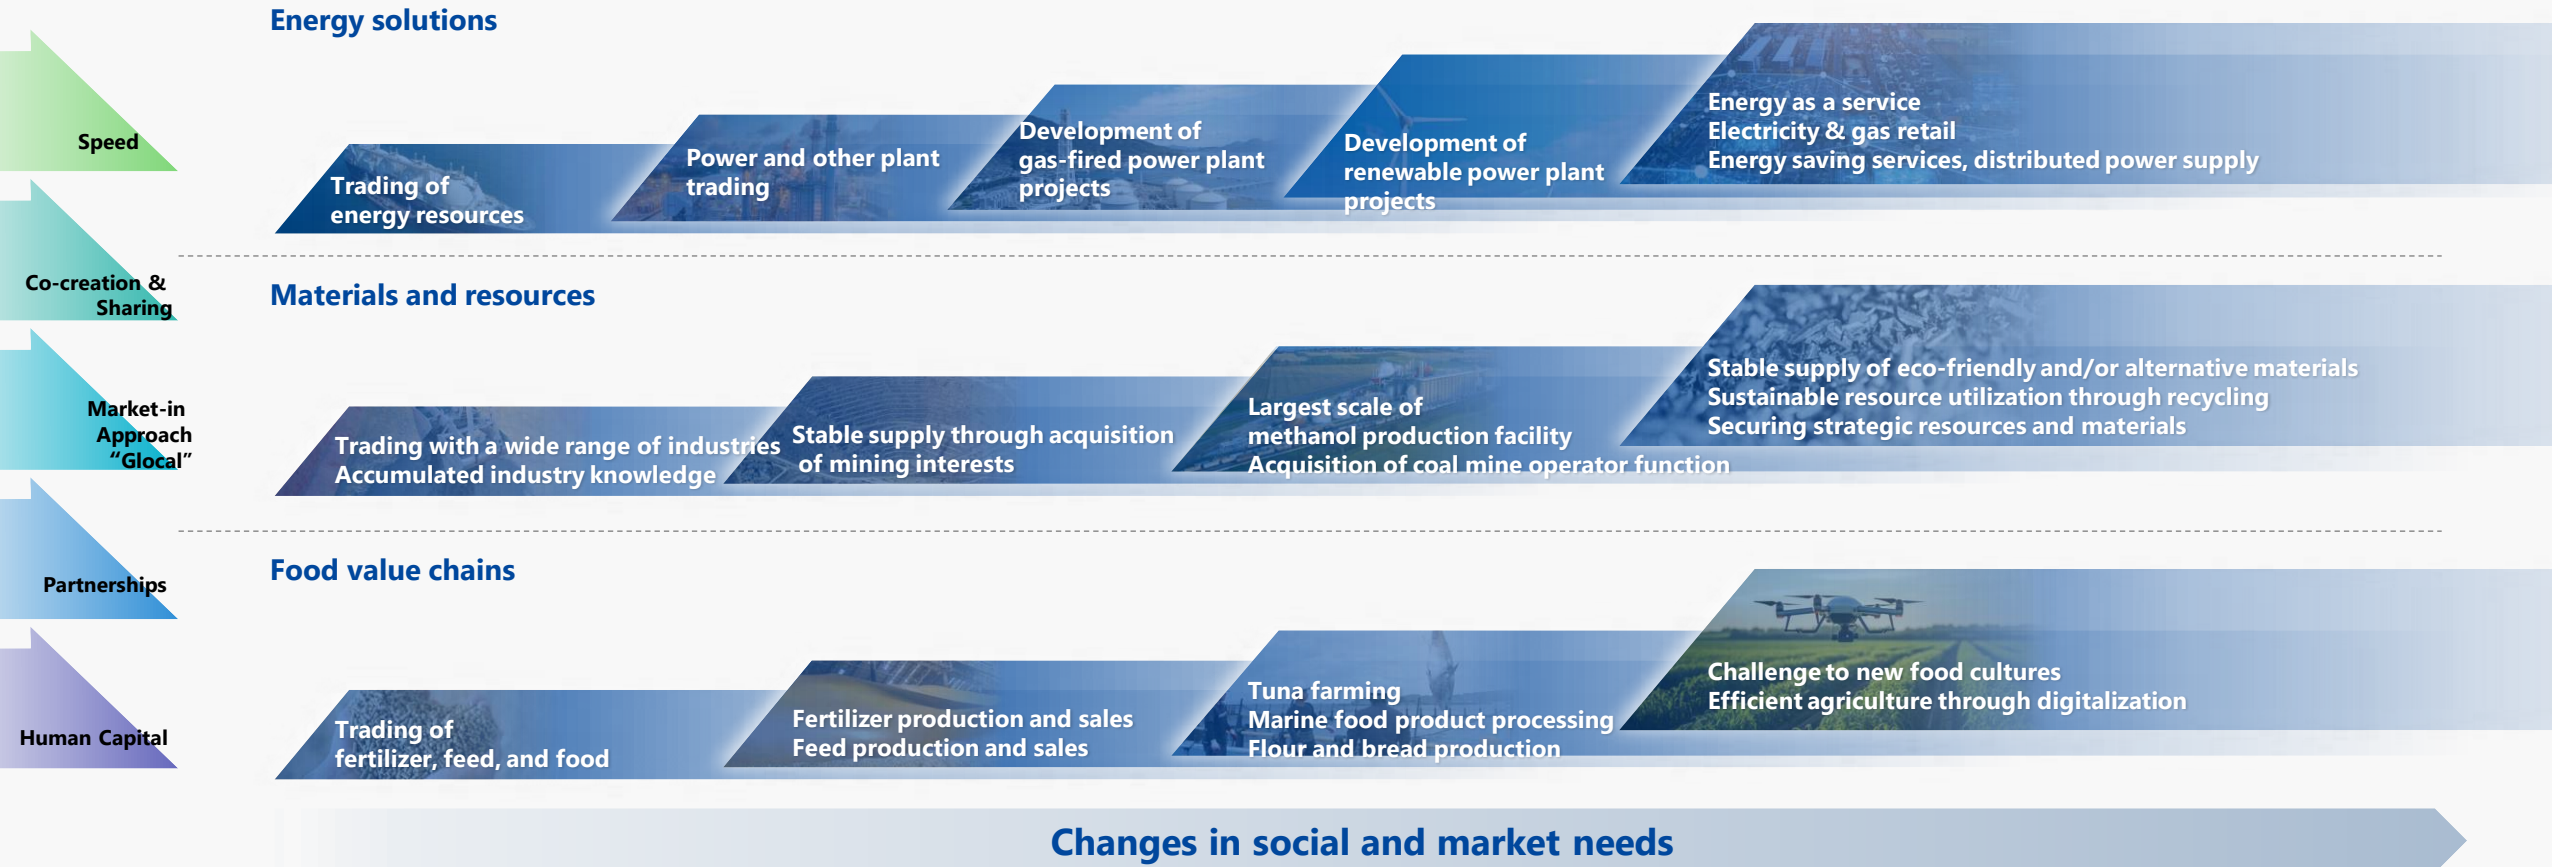 Energy solutions
Speed
Trading of
energy resources
Power and other plant
trading
Development of
gas-fired power plant
projects
Development of
renewable power plant
projects
Energy as a service
Electricity & gas retail
Energy saving services, distributed power supply
Co-creation &
Sharing
Materials and resources
Market-in
Approach
“Glocal”
Trading with a wide range of industries
Accumulated industry knowledge
Stable supply through acquisition
of mining interests
Largest scale of
methanol production facility
Acquisition of coal mine operator function
Stable supply of eco-friendly and/or alternative materials
Sustainable resource utilization through recycling
Securing strategic resources and materials
Partnerships
Food value chains
Human Capital
Trading of
fertilizer, feed, and food
Fertilizer production and sales
Feed production and sales
Tuna farming
Marine food product processing
Flour and bread production
Challenge to new food cultures
Efficient agriculture through digitalization
Changes in social and market needs